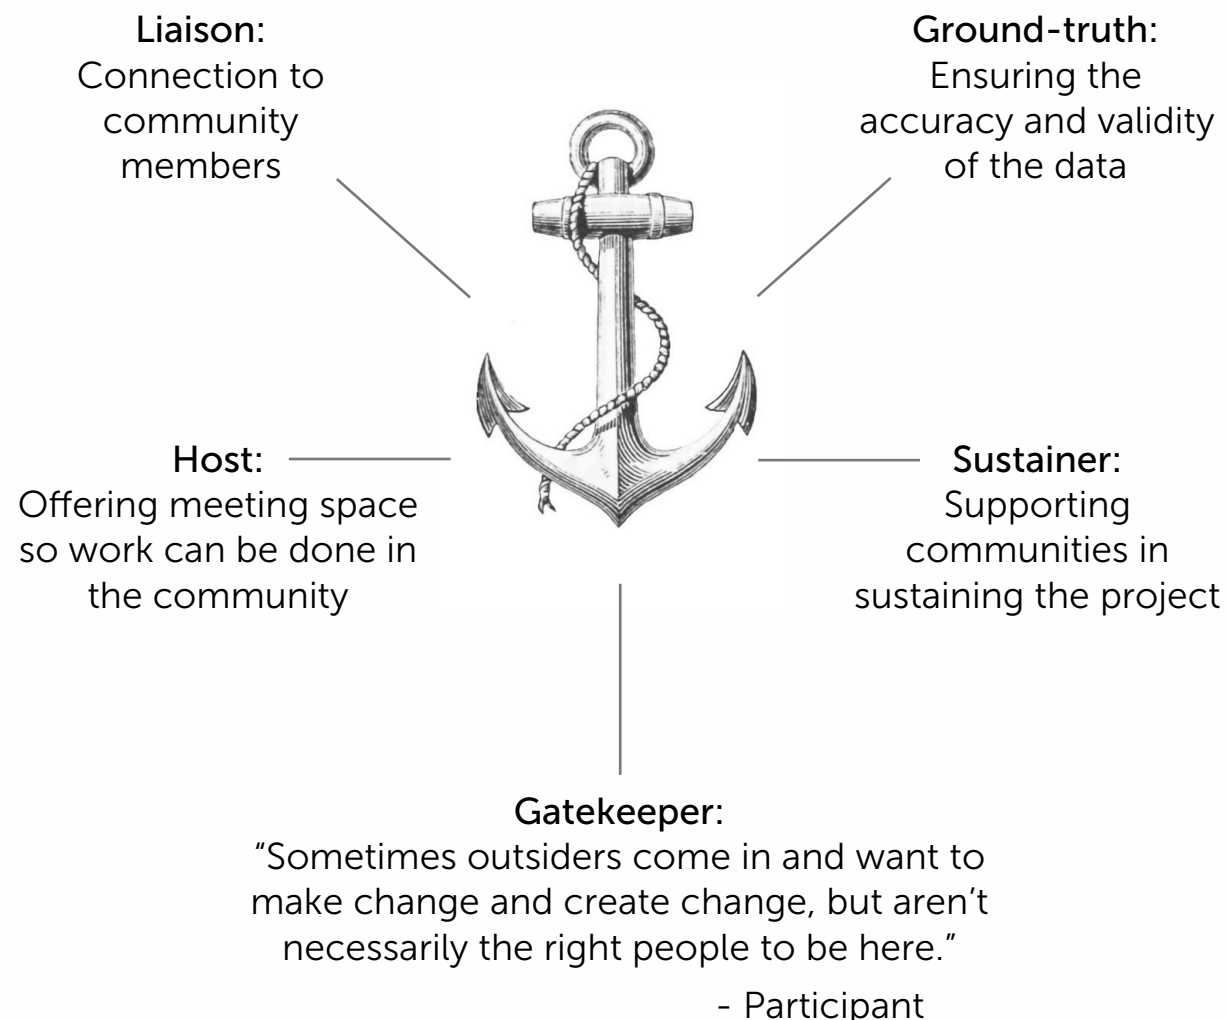 Liaison:
Connection to
community
members
Ground-truth:
Ensuring the
accuracy and validity
of the data
Host:
Offering meeting space
so work can be done in
the community
Sustainer:
Supporting
communities in
sustaining the project
Gatekeeper:
“Sometimes outsiders come in and want to
make change and create change, but aren’t
necessarily the right people to be here.”
- Participant